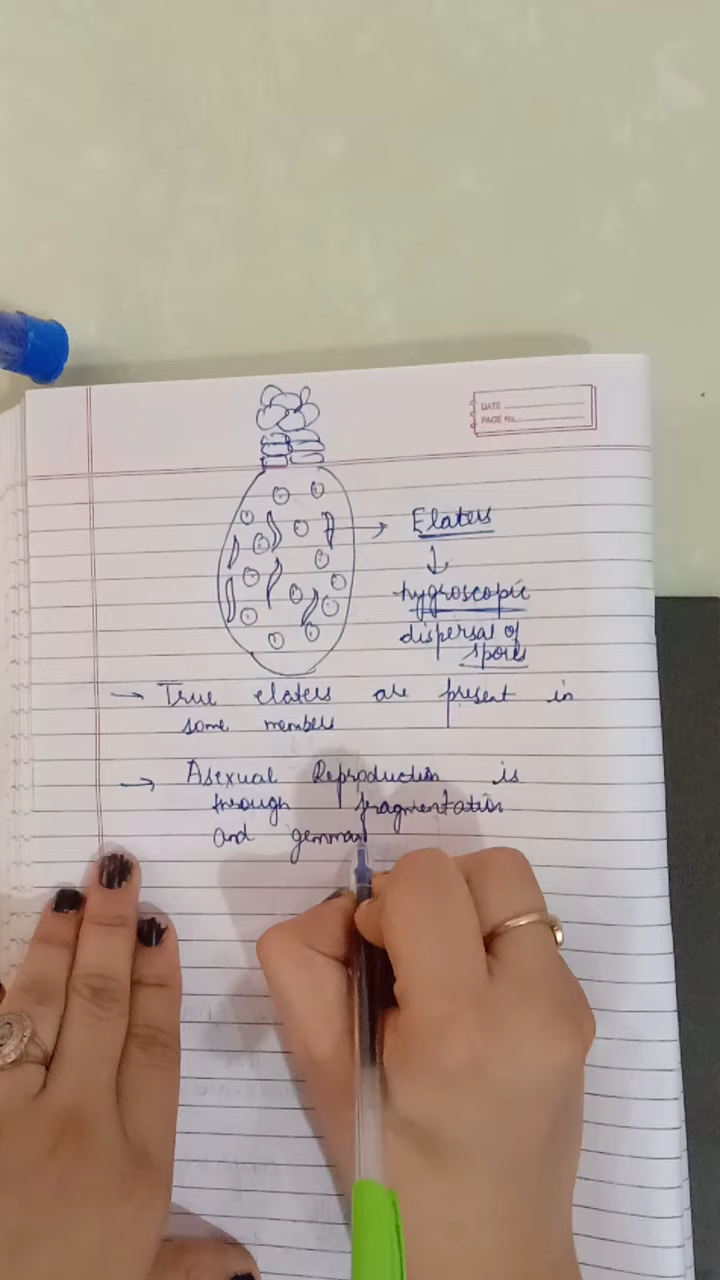 DATE
PAGE No.
Elaters
hygroscopic
dispersal of
spores
→ True elaters are present in
some members
→ Asexual Reproduction is
through fragmentation
and gemma